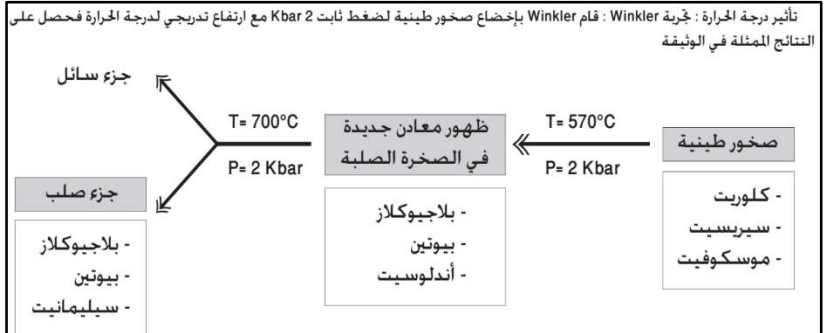 تأثير درجة الحرارة : تجربة Winkler : قام Winkler بإخضاع صخور طينية لضغط ثابت 2 Kbar مع ارتفاع تدريجي لدرجة الحرارة فحصل على
النتائج الممثلة في الوثيقة
صخور طينية
- كلوريت
- سيريسيت
- موسكوفيت
T= 570°C
P= 2 Kbar
ظهور معادن جديدة
في الصخرة الصلبة
- بلاجيوكلاز
- بيوتين
- أندلوسيت
T= 700°C
P= 2 Kbar
جزء سائل
جزء صلب
- بلاجيوكلاز
- بيوتين
- سيليمانيت